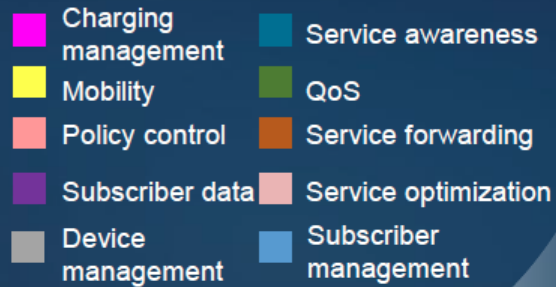 Charging
management
Service awareness
Mobility
QoS
Policy control
Service forwarding
Subscriber data
Service optimization
Device
management
Subscriber
management